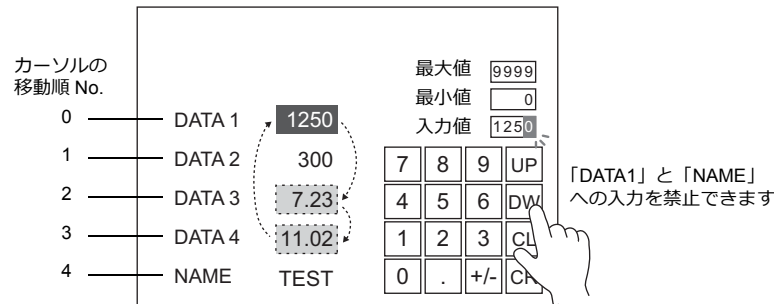 カーソルの
移動順 No.
0 DATA 1 1250
1 DATA 2 300
2 DATA 3 7.23
3 DATA 4 11.02
4 NAME TEST
最大値 9999
最小値 0
入力値 1250
7 8 9 UP
4 5 6 DW
1 2 3 CL
0 . +/- CR
「DATA1」と「NAME」
への入力を禁止できます